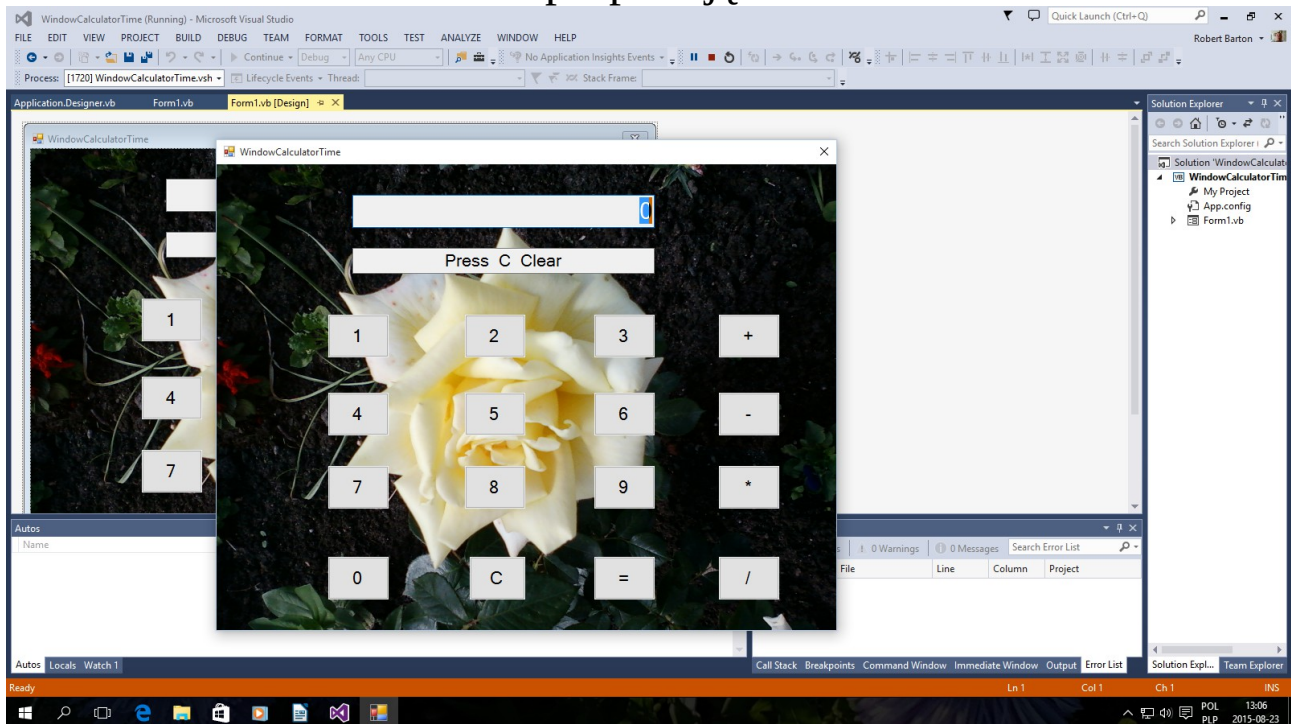 WindowCalculatorTime (Running) - Microsoft Visual Studio
Quick Launch (Ctrl+Q)
FILE EDIT VIEW PROJECT BUILD DEBUG TEAM FORMAT TOOLS TEST ANALYZE WINDOW HELP
Robert Barton
Continue Debug Any CPU No Application Insights Events
Process: [1720] WindowCalculatorTime.vsh Lifecycle Events Thread: Stack Frame:
Application.Designer.vb Form1.vb Form1.vb [Design]
Solution Explorer
Search Solution Explorer
Solution 'WindowCalculat
WindowCalculatorTim
My Project
App.config
Form1.vb
WindowCalculatorTime
1
4
7
WindowCalculatorTime
0
Press C Clear
1 2 3 +
4 5 6 -
7 8 9 *
0 C = /
Autos
Name
0 Warnings 0 Messages Search Error List
File Line Column Project
Autos Locals Watch 1
Call Stack Breakpoints Command Window Immediate Window Output Error List
Solution Expl... Team Explorer
Ready Ln 1 Col 1 Ch 1 INS
POL 13:06
PLP 2015-08-23